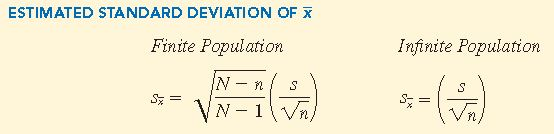 ESTIMATED STANDARD DEVIATION OF x̄
Finite Population Infinite Population
s_x̄ = √((N − n)/(N − 1)) (s/√n) s_x̄ = (s/√n)